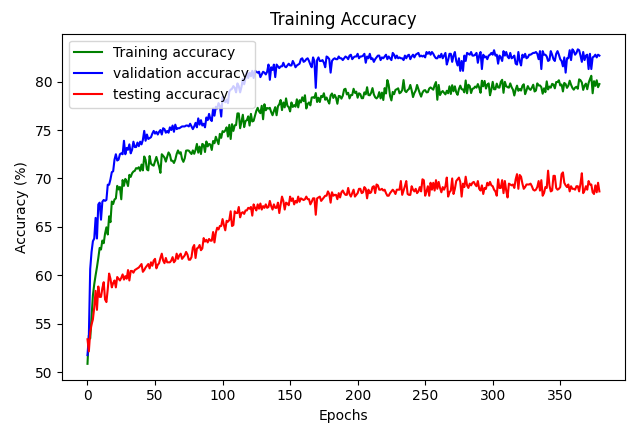 Training Accuracy
Training accuracy
validation accuracy
testing accuracy
Accuracy (%)
80
75
70
65
60
55
50
0 50 100 150 200 250 300 350
Epochs